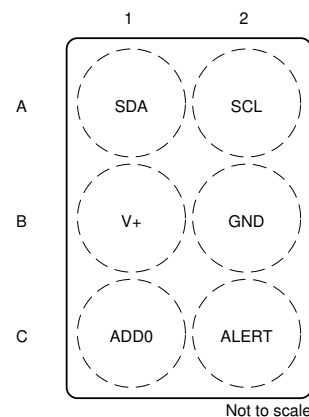 1 2
A SDA SCL
B V+ GND
C ADD0 ALERT
Not to scale